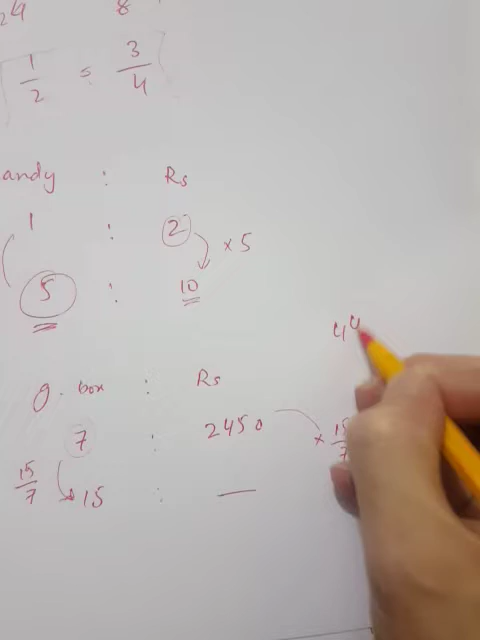 24 8
1/2 = 3/4
andy : Rs
1 : 2 × 5
5 : 10
44
g. box : Rs
7 : 2450 × 15/7
15/7 15 : —